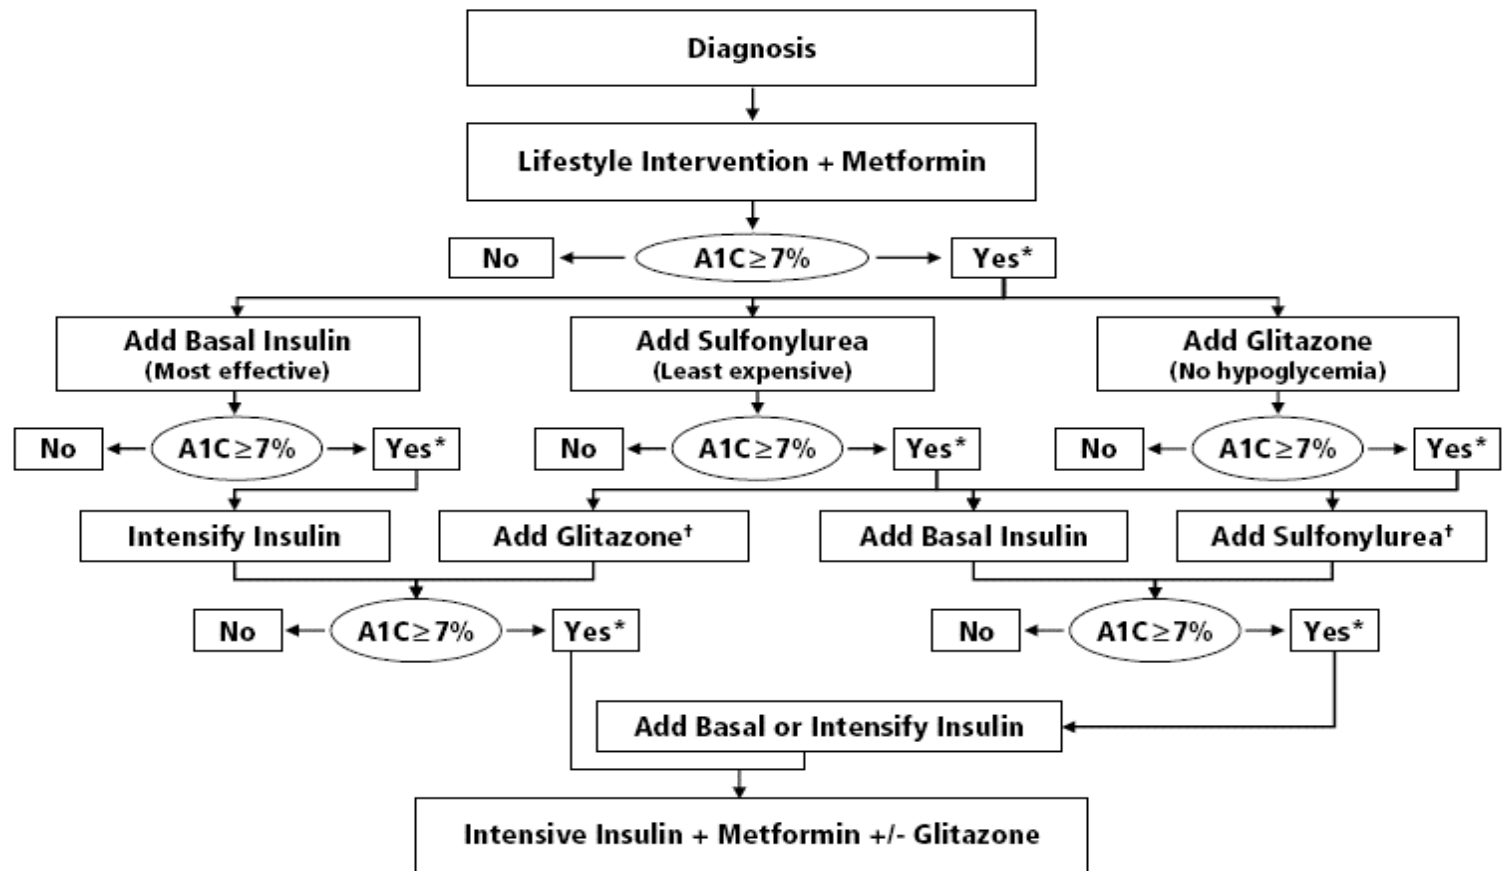 Diagnosis
Lifestyle Intervention + Metformin
No
A1C≥7%
Yes*
Add Basal Insulin
(Most effective)
Add Sulfonylurea
(Least expensive)
Add Glitazone
(No hypoglycemia)
No
A1C≥7%
Yes*
No
A1C≥7%
Yes*
No
A1C≥7%
Yes*
Intensify Insulin
Add Glitazone†
Add Basal Insulin
Add Sulfonylurea†
No
A1C≥7%
Yes*
No
A1C≥7%
Yes*
Add Basal or Intensify Insulin
Intensive Insulin + Metformin +/- Glitazone